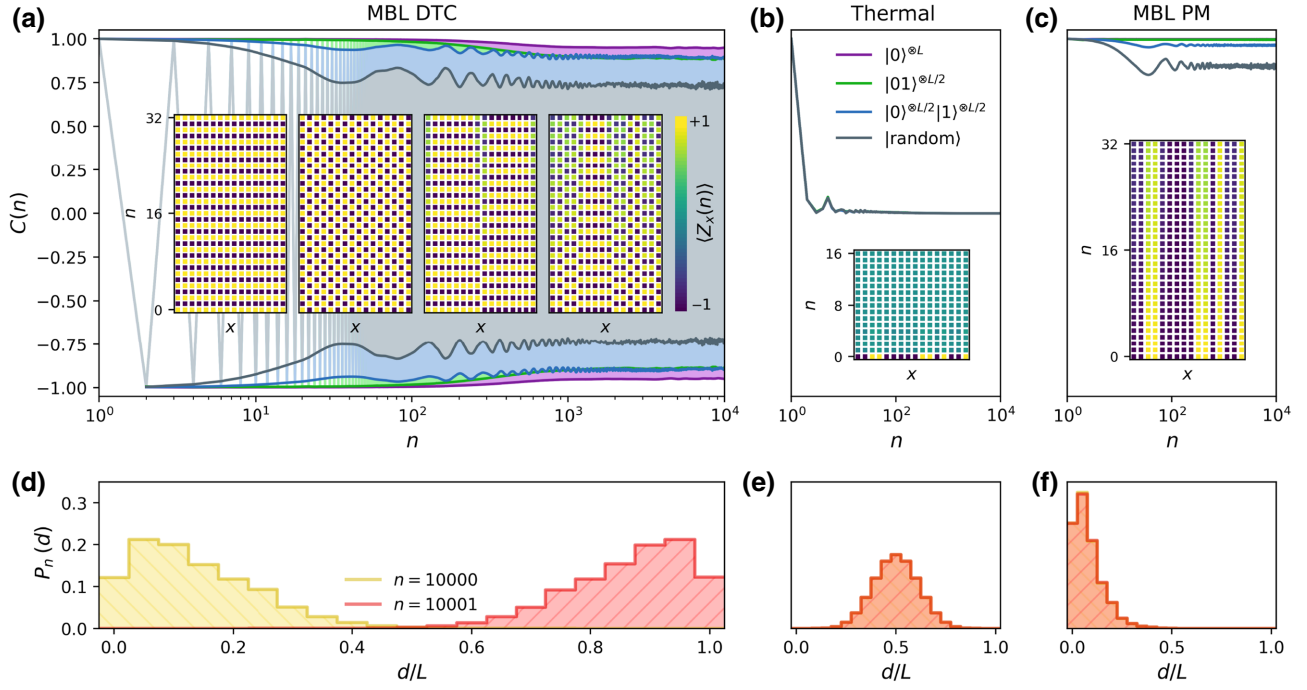 (a) MBL DTC
(b) Thermal
(c) MBL PM
C(n)
1.00
0.75
0.50
0.25
0.00
−0.25
−0.50
−0.75
−1.00
n
32
16
0
x x x x
+1
⟨Z_x(n)⟩
−1
10^0 10^1 10^2 10^3 10^4
n
|0⟩^{⊗L}
|01⟩^{⊗L/2}
|0⟩^{⊗L/2}|1⟩^{⊗L/2}
|random⟩
n
16
8
0
x
10^0 10^2 10^4
n
n
32
16
0
x
10^0 10^2 10^4
n
(d)
P_n(d)
0.3
0.2
0.1
0.0
n = 10000
n = 10001
0.0 0.2 0.4 0.6 0.8 1.0
d/L
(e)
0.0 0.5 1.0
d/L
(f)
0.0 0.5 1.0
d/L